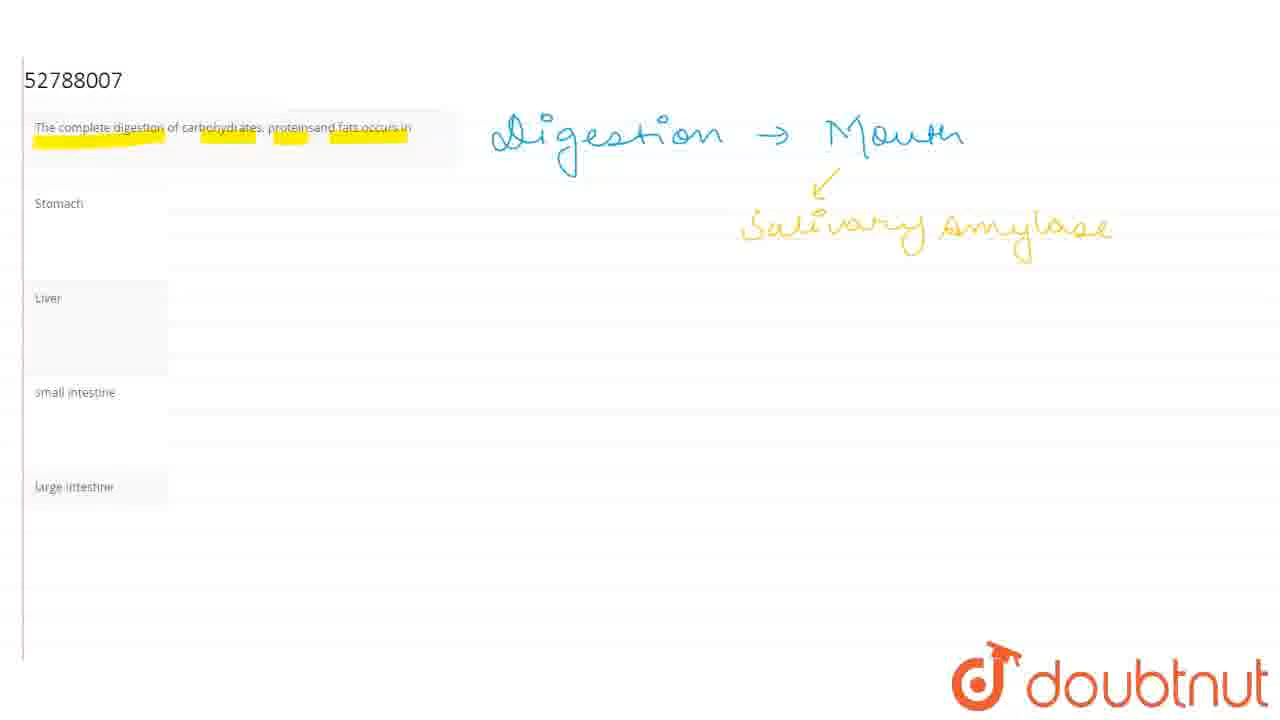 52788007
The complete digestion of carbohydrates, proteinsand fats occurs in
Digestion → Mouth
Salivary amylase
Stomach
Liver
small intestine
large intestine
doubtnut